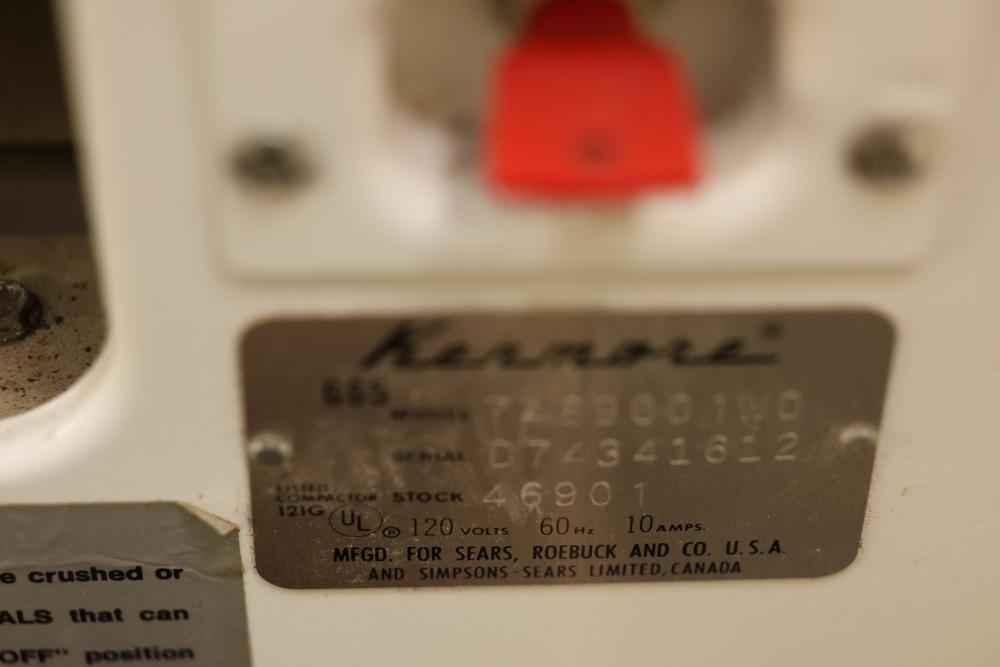 Kenmore®
665 MODEL 7469001W0
SERIAL D74341612
LISTED
COMPACTOR STOCK 46901
121G UL ® 120 VOLTS 60 Hz 10 AMPS.
MFGD. FOR SEARS, ROEBUCK AND CO. U.S.A.
AND SIMPSONS-SEARS LIMITED, CANADA
e crushed or
ALS that can
OFF" position